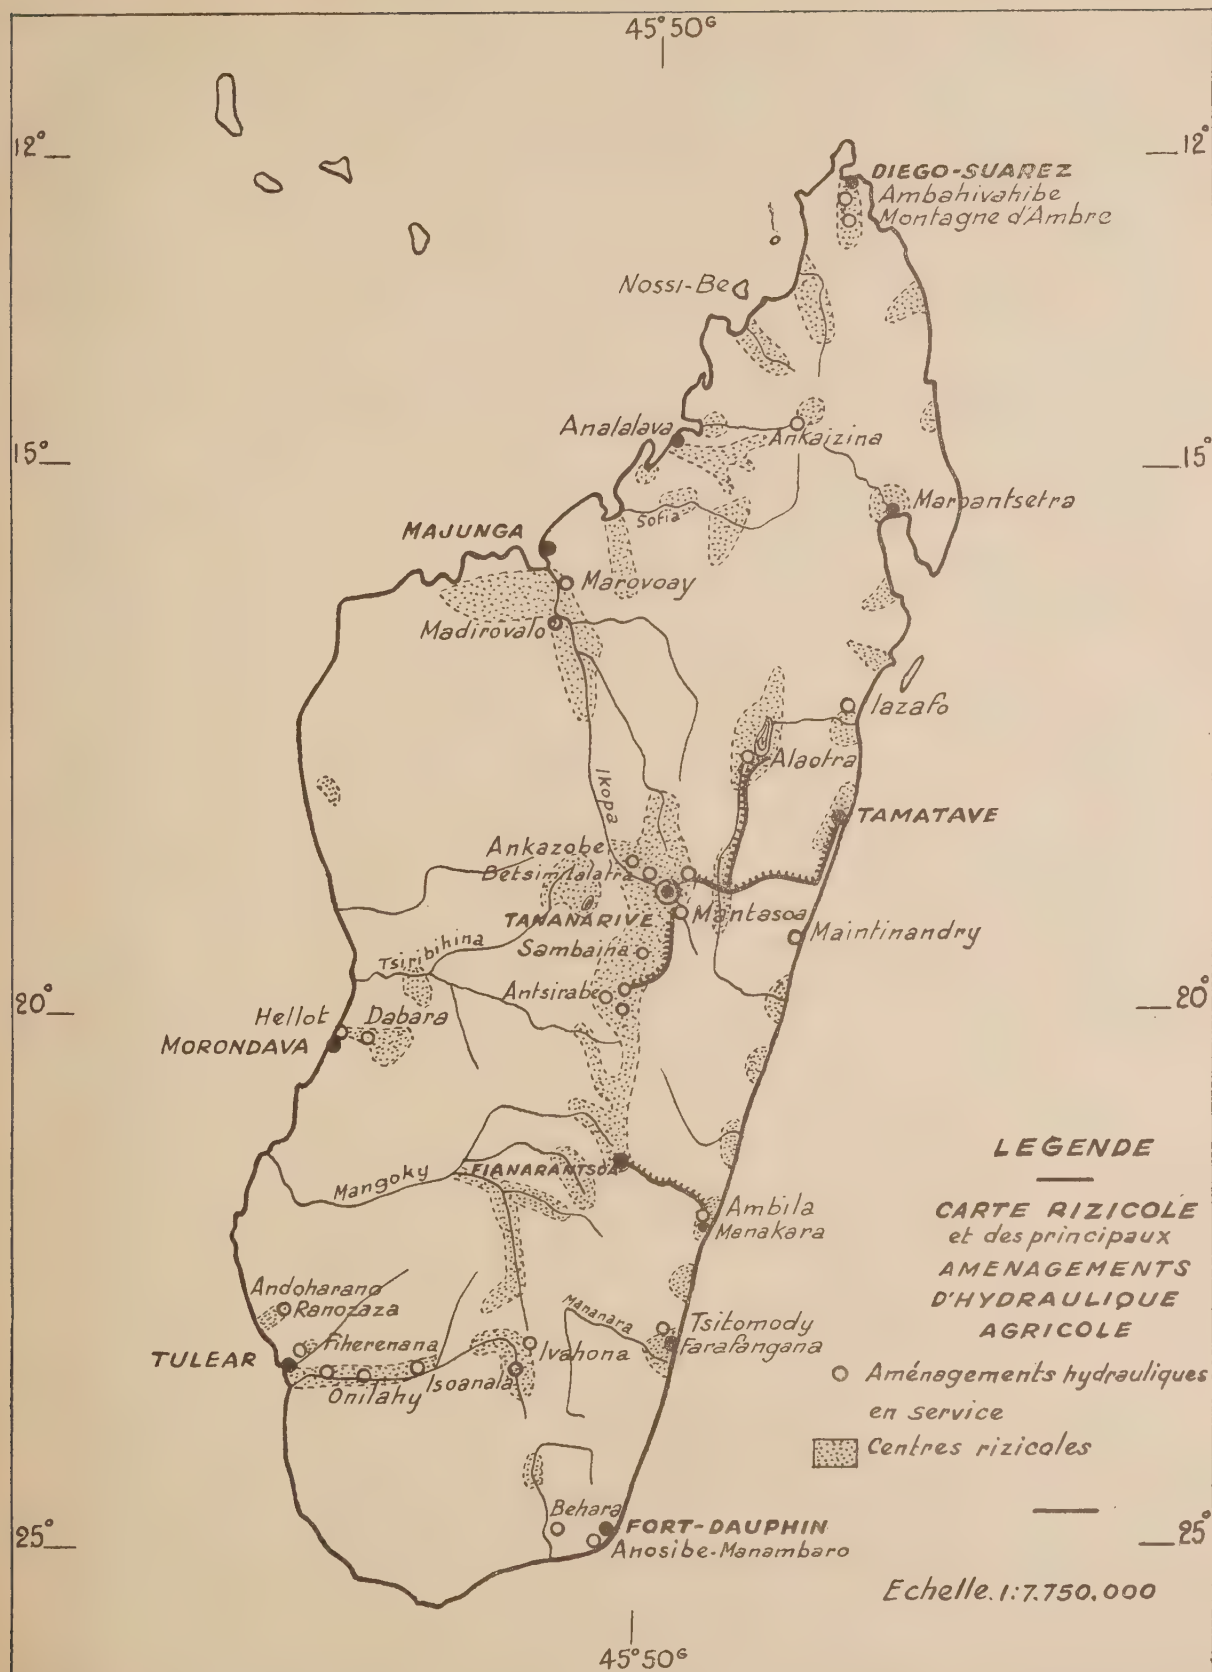 45°50ᴳ
12°
12°
DIEGO-SUAREZ
Ambahivahibe
Montagne d'Ambre
Nossi-Be
Analalava
Ankaizina
15°
15°
Maroantsetra
Sofia
MAJUNGA
Marovoay
Madirovalo
Iazafo
Alaotra
Ikopa
TAMATAVE
Ankazobe
Betsimitatatra
TANANARIVE
Mantasoa
Maintinandry
Sambaina
Tsiribihina
Antsirabe
20°
20°
Hellot
Dabara
MORONDAVA
LEGENDE
CARTE RIZICOLE
et des principaux
AMENAGEMENTS
D'HYDRAULIQUE
AGRICOLE
Aménagements hydrauliques
en service
Centres rizicoles
FIANARANTSOA
Mangoky
Ambila
Manakara
Andoharano
Ranozaza
Mananara
Tsitomody
Farafangana
Fiherenana
Ivahona
TULEAR
Isoanala
Onilahy
Behara
FORT-DAUPHIN
Anosibe-Manambaro
25°
25°
Echelle.1:7.750.000
45°50ᴳ